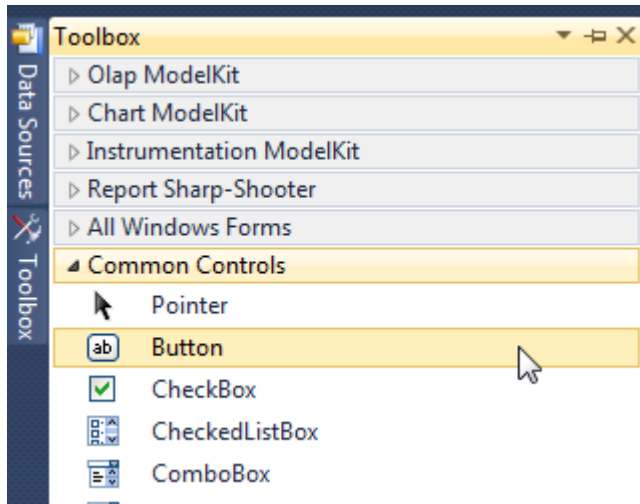 Data Sources
Toolbox
Toolbox
Olap ModelKit
Chart ModelKit
Instrumentation ModelKit
Report Sharp-Shooter
All Windows Forms
Common Controls
Pointer
ab Button
CheckBox
CheckedListBox
ComboBox